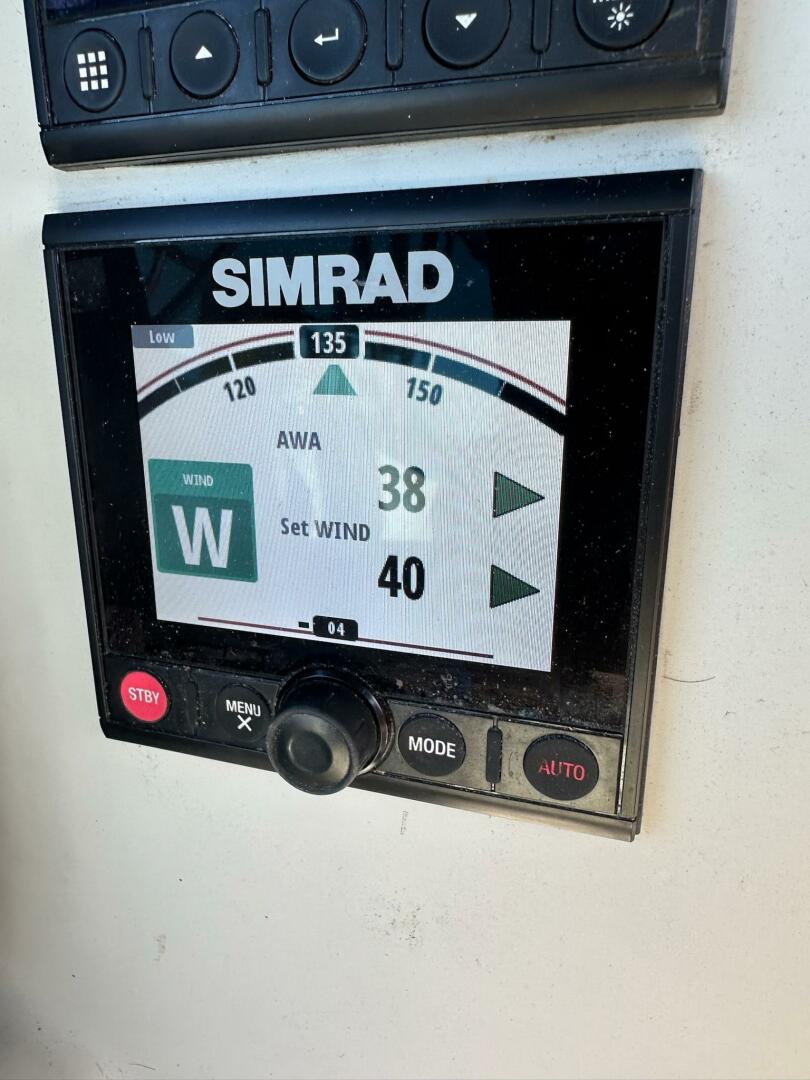 SIMRAD
Low
135
120
150
AWA
38
WIND
W
Set WIND
40
04
STBY
MENU
X
MODE
AUTO